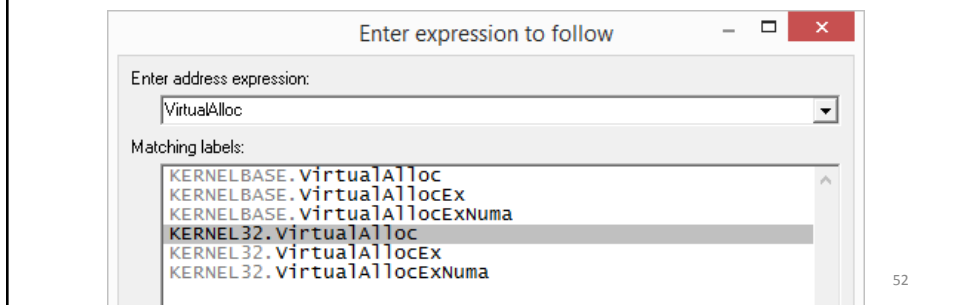 Enter expression to follow
Enter address expression:
VirtualAlloc
Matching labels:
KERNELBASE.VirtualAlloc
KERNELBASE.VirtualAllocEx
KERNELBASE.VirtualAllocExNuma
KERNEL32.VirtualAlloc
KERNEL32.VirtualAllocEx
KERNEL32.VirtualAllocExNuma
52